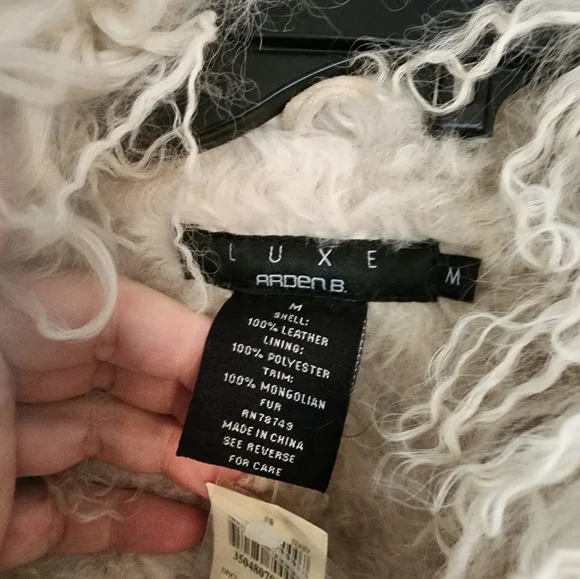 LUXE
ARDEN B.
M
M
SHELL:
100% LEATHER
LINING:
100% POLYESTER
TRIM:
100% MONGOLIAN
FUR
RN78749
MADE IN CHINA
SEE REVERSE
FOR CARE